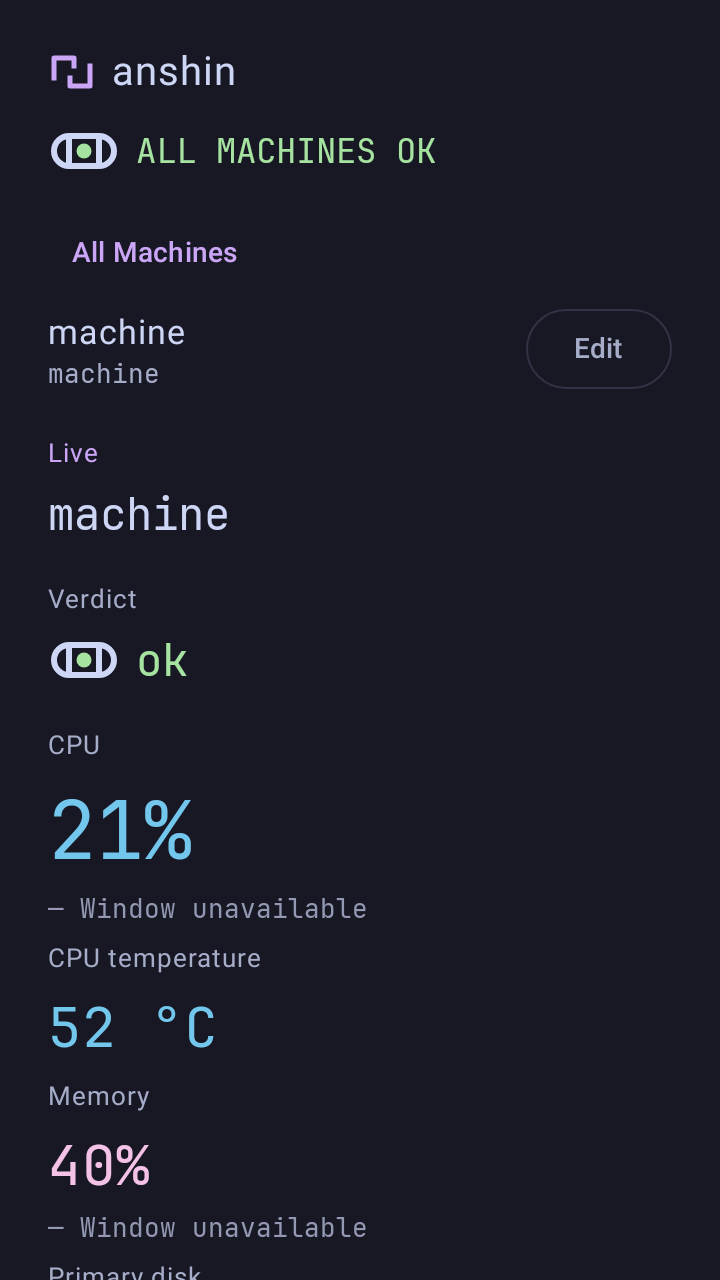 anshin
ALL MACHINES OK
All Machines
machine
machine
Edit
Live
machine
Verdict
ok
CPU
21%
— Window unavailable
CPU temperature
52 °C
Memory
40%
— Window unavailable
Primary disk